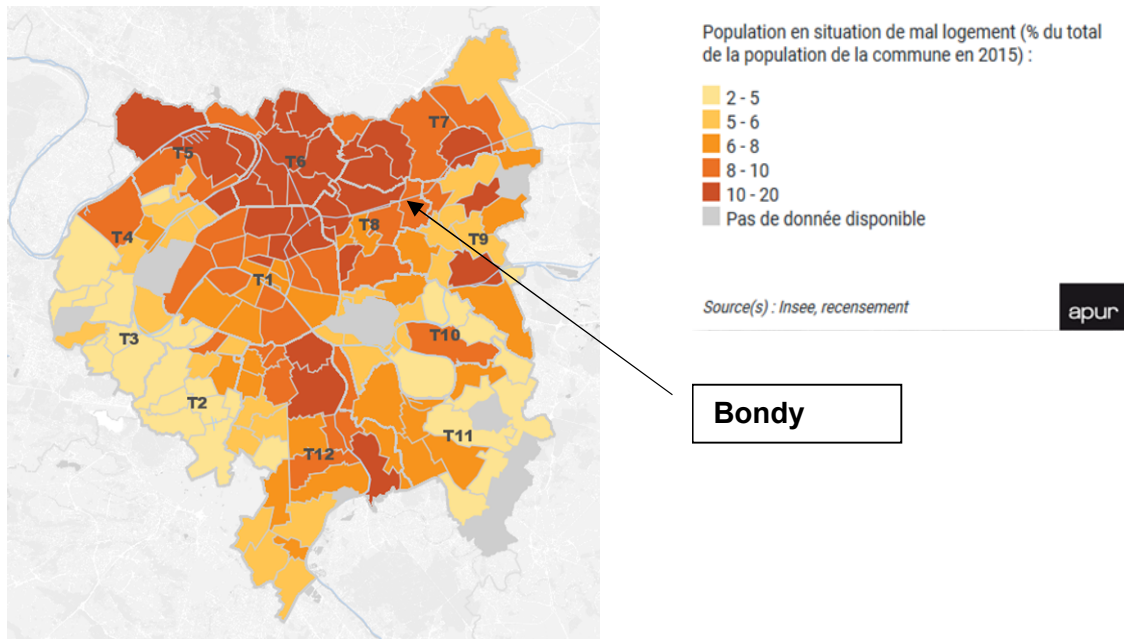 Population en situation de mal logement (% du total
de la population de la commune en 2015) :
2 - 5
5 - 6
6 - 8
8 - 10
10 - 20
Pas de donnée disponible
Source(s) : Insee, recensement
apur
Bondy
T7
T5
T6
T8
T4
T9
T1
T3
T10
T2
T11
T12